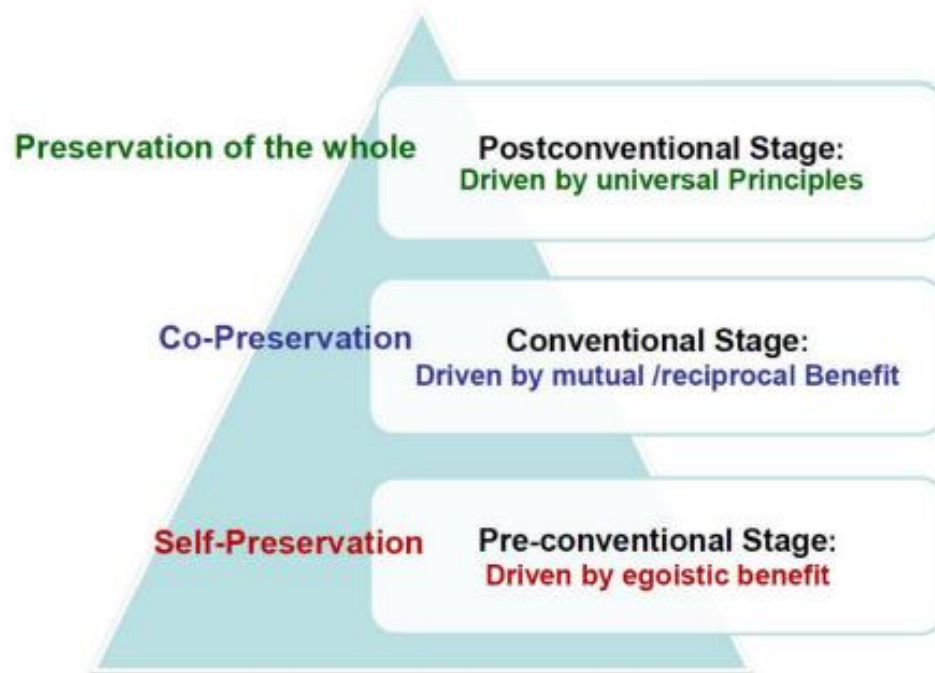 Preservation of the whole
Postconventional Stage:
Driven by universal Principles
Co-Preservation
Conventional Stage:
Driven by mutual /reciprocal Benefit
Self-Preservation
Pre-conventional Stage:
Driven by egoistic benefit